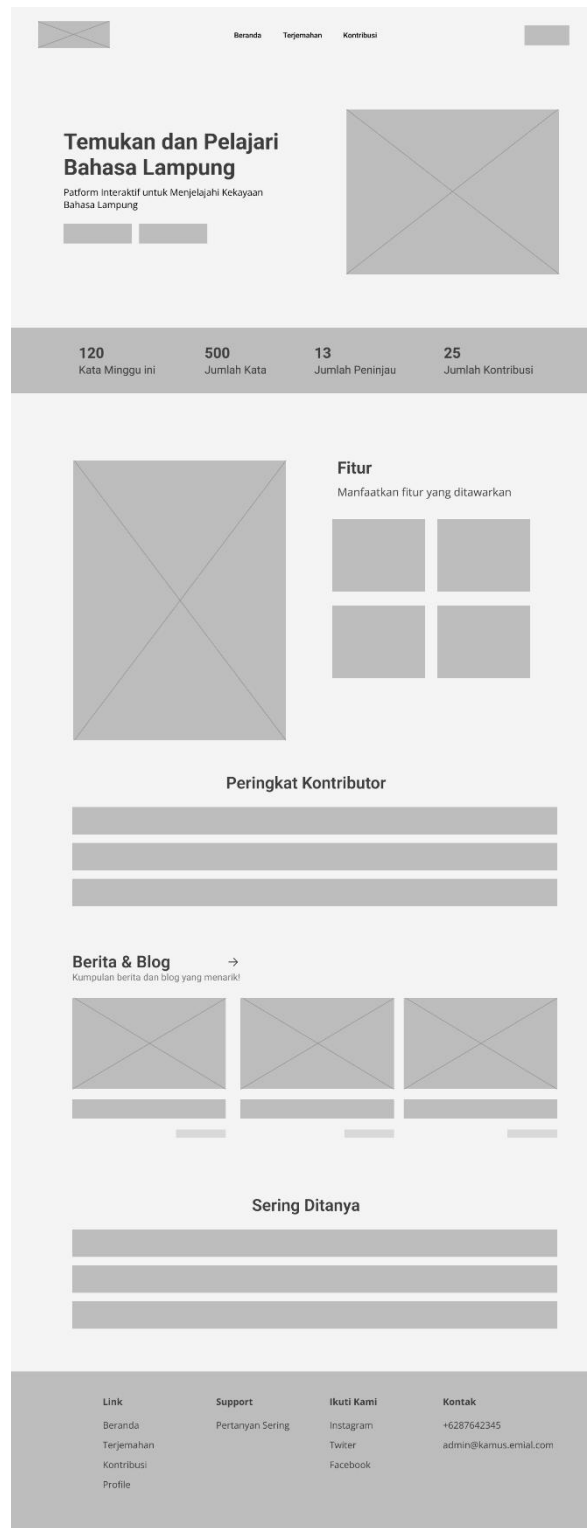 Beranda Terjemahan Kontribusi
Temukan dan Pelajari
Bahasa Lampung
Patform Interaktif untuk Menjelajahi Kekayaan
Bahasa Lampung
120 500 13 25
Kata Minggu ini Jumlah Kata Jumlah Peninjau Jumlah Kontribusi
Fitur
Manfaatkan fitur yang ditawarkan
Peringkat Kontributor
Berita & Blog →
Kumpulan berita dan blog yang menarik!
Sering Ditanya
Link Support Ikuti Kami Kontak
Beranda Pertanyan Sering Instagram +6287642345
Terjemahan Twiter admin@kamus.emial.com
Kontribusi Facebook
Profile